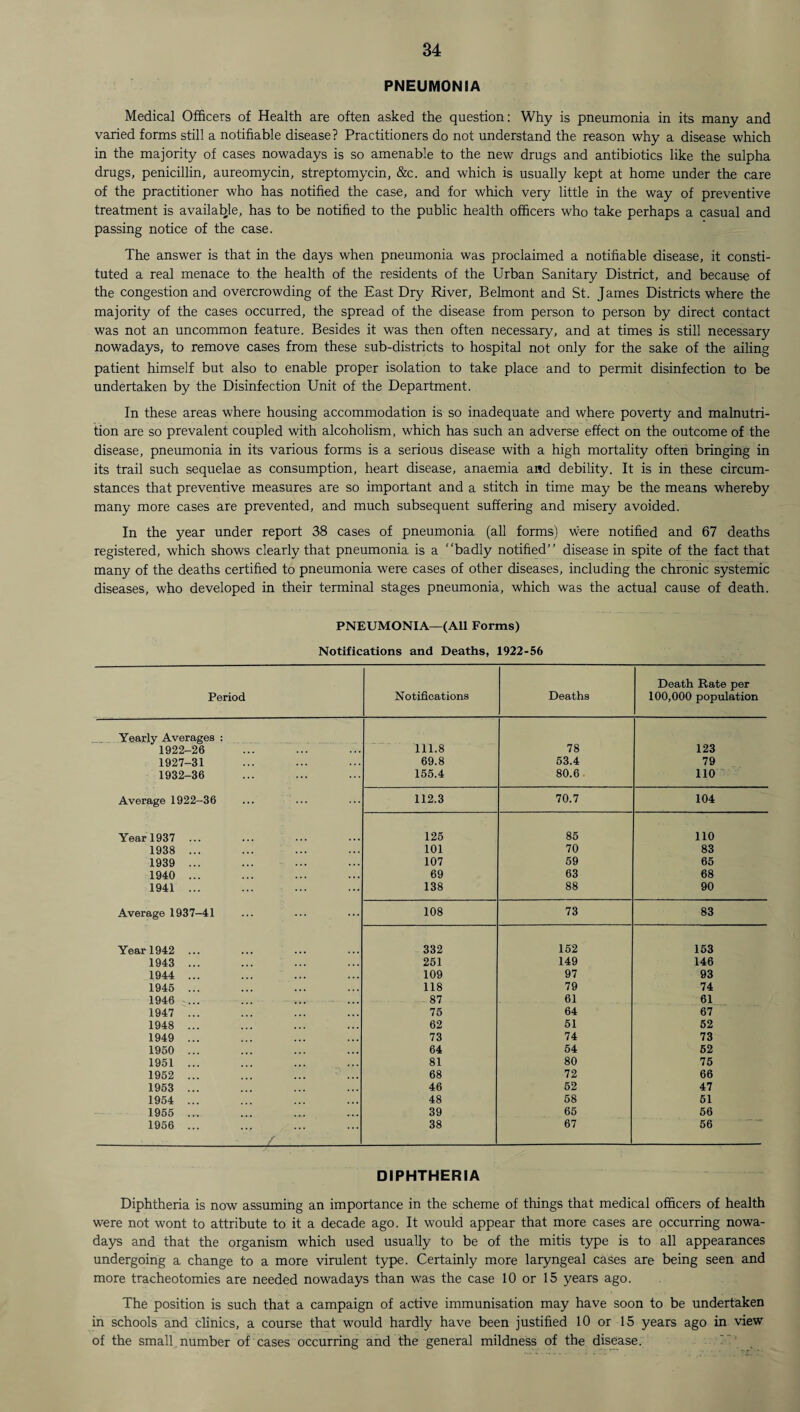 34
PNEUMONIA
Medical Officers of Health are often asked the question: Why is pneumonia in its many and
varied forms still a notifiable disease? Practitioners do not understand the reason why a disease which
in the majority of cases nowadays is so amenable to the new drugs and antibiotics like the sulpha
drugs, penicillin, aureomycin, streptomycin, &c. and which is usually kept at home under the care
of the practitioner who has notified the case, and for which very little in the way of preventive
treatment is available, has to be notified to the public health officers who take perhaps a casual and
passing notice of the case.
The answer is that in the days when pneumonia was proclaimed a notifiable disease, it consti-
tuted a real menace to the health of the residents of the Urban Sanitary District, and because of
the congestion and overcrowding of the East Dry River, Belmont and St. James Districts where the
majority of the cases occurred, the spread of the disease from person to person by direct contact
was not an uncommon feature. Besides it was then often necessary, and at times is still necessary
nowadays, to remove cases from these sub-districts to hospital not only for the sake of the ailing
patient himself but also to enable proper isolation to take place and to permit disinfection to be
undertaken by the Disinfection Unit of the Department.
In these areas where housing accommodation is so inadequate and where poverty and malnutri-
tion are so prevalent coupled with alcoholism, which has such an adverse effect on the outcome of the
disease, pneumonia in its various forms is a serious disease with a high mortality often bringing in
its trail such sequelae as consumption, heart disease, anaemia and debility. It is in these circum-
stances that preventive measures are so important and a stitch in time may be the means whereby
many more cases are prevented, and much subsequent suffering and misery avoided.
In the year under report 38 cases of pneumonia (all forms) were notified and 67 deaths
registered, which shows clearly that pneumonia is a "badly notified" disease in spite of the fact that
many of the deaths certified to pneumonia were cases of other diseases, including the chronic systemic
diseases, who developed in their terminal stages pneumonia, which was the actual cause of death.
PNEUMONIA—(All Forms)
Notifications and Deaths, 1922-56
Period Notifications Deaths Death Rate per 100,000 population
Yearly Averages :
1922-26 ... ... ... 111.8 78 123
1927-31 ... ... ... 69.8 53.4 79
1932-36 ... ... ... 155.4 80.6 110
Average 1922-36 ... ... ... 112.3 70.7 104
Year 1937 ... ... ... ... 125 85 110
1938 ... ... ... ... 101 70 83
1939 ... ... ... ... 107 59 65
1940 ... ... ... ... 69 63 68
1941 ... ... ... ... 138 88 90
Average 1937-41 ... ... ... 108 73 83
Year 1942 ... ... ... ... 332 152 153
1943 ... ... ... ... 251 149 146
1944 ... ... ... ... 109 97 93
1945 ... ... ... ... 118 79 74
1946 ... ... ... ... 87 61 61
1947 ... ... ... ... 75 64 67
1948 ... ... ... ... 62 51 52
1949 ... ... ... ... 73 74 73
1950 ... ... ... ... 64 54 52
1951 ... ... ... ... 81 80 75
1952 ... ... ... ... 68 72 66
1953 ... ... ... ... 46 52 47
1954 ... ... ... ... 48 58 51
1955 ... ... ... ... 39 65 56
1956 ... ... ... ... 38 67 56
DIPHTHERIA
Diphtheria is now assuming an importance in the scheme of things that medical officers of health
were not wont to attribute to it a decade ago. It would appear that more cases are occurring nowa-
days and that the organism which used usually to be of the mitis type is to all appearances
undergoing a change to a more virulent type. Certainly more laryngeal cases are being seen and
more tracheotomies are needed nowadays than was the case 10 or 15 years ago.
The position is such that a campaign of active immunisation may have soon to be undertaken
in schools and clinics, a course that would hardly have been justified 10 or 15 years ago in view
of the small number of cases occurring and the general mildness of the disease.